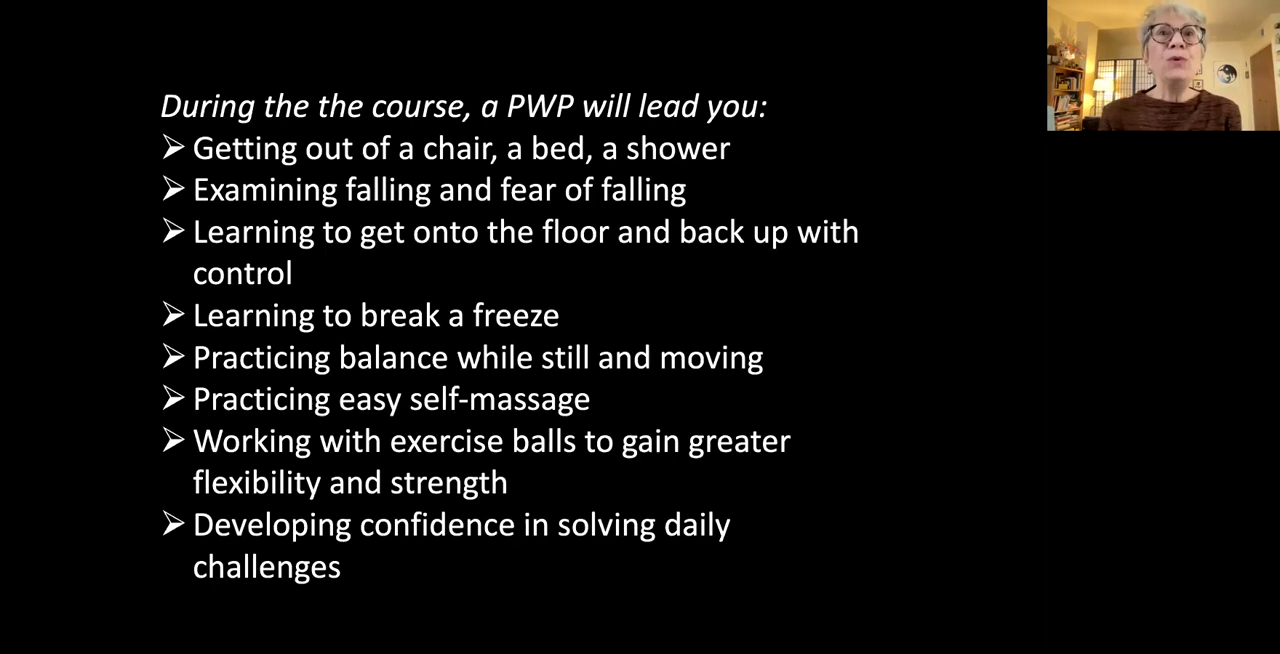 During the the course, a PWP will lead you:
➢ Getting out of a chair, a bed, a shower
➢ Examining falling and fear of falling
➢ Learning to get onto the floor and back up with
control
➢ Learning to break a freeze
➢ Practicing balance while still and moving
➢ Practicing easy self-massage
➢ Working with exercise balls to gain greater
flexibility and strength
➢ Developing confidence in solving daily
challenges